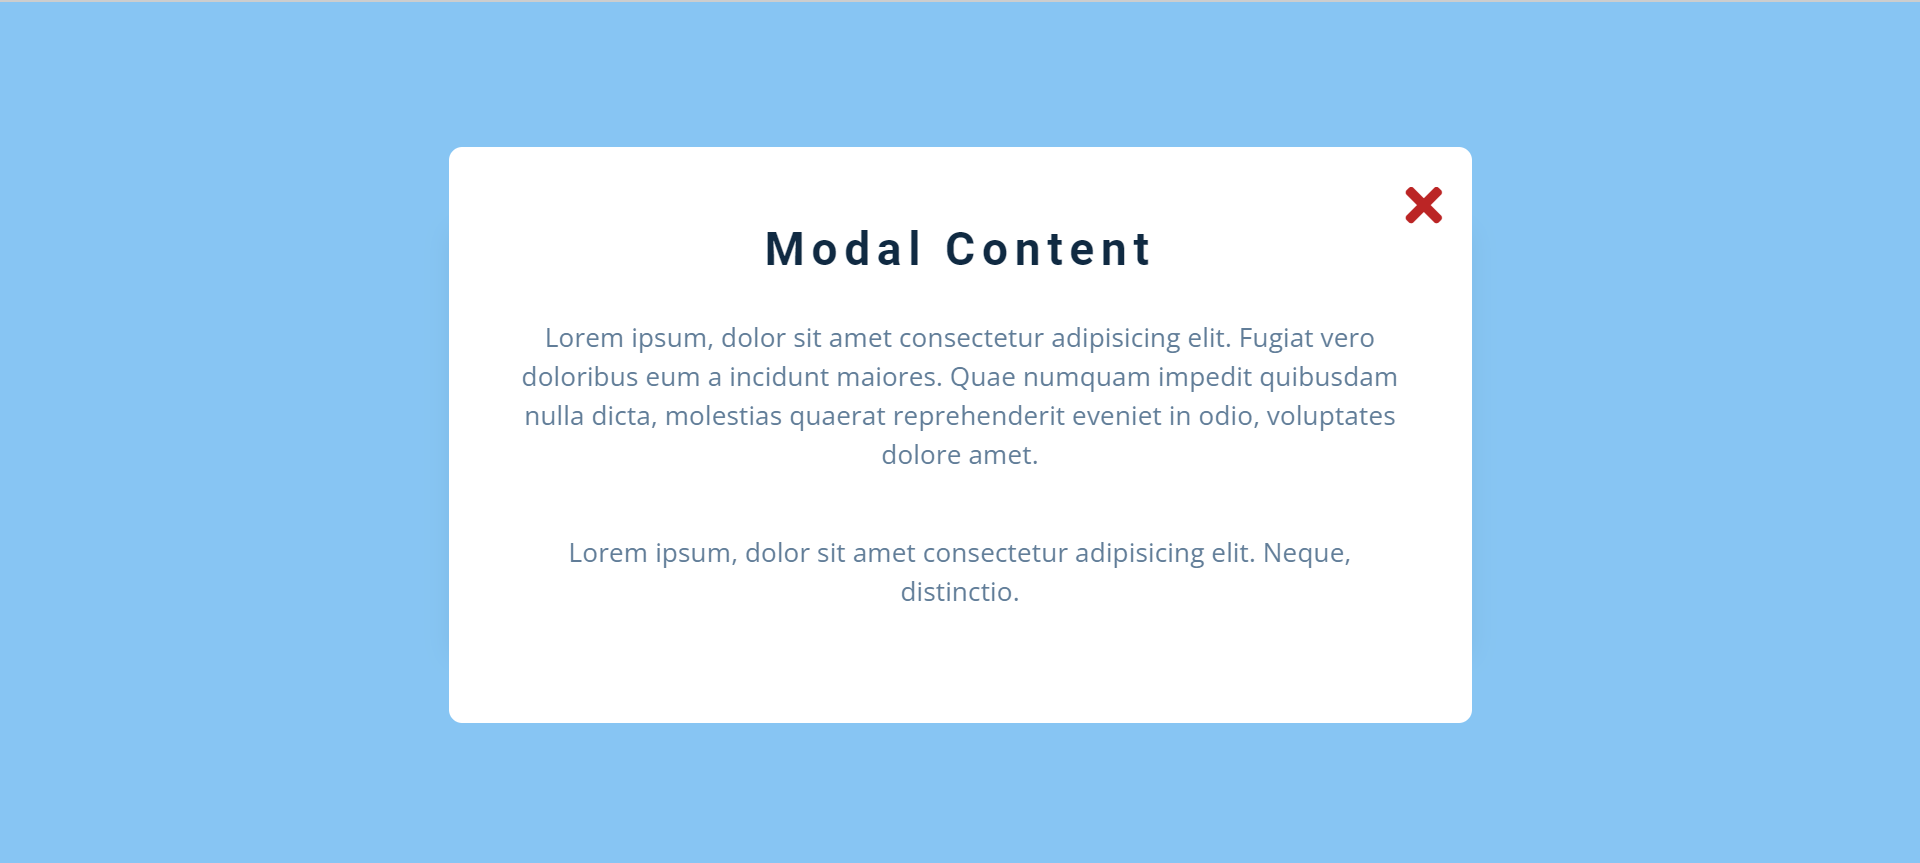 Modal Content
Lorem ipsum, dolor sit amet consectetur adipisicing elit. Fugiat vero
doloribus eum a incidunt maiores. Quae numquam impedit quibusdam
nulla dicta, molestias quaerat reprehenderit eveniet in odio, voluptates
dolore amet.
Lorem ipsum, dolor sit amet consectetur adipisicing elit. Neque,
distinctio.